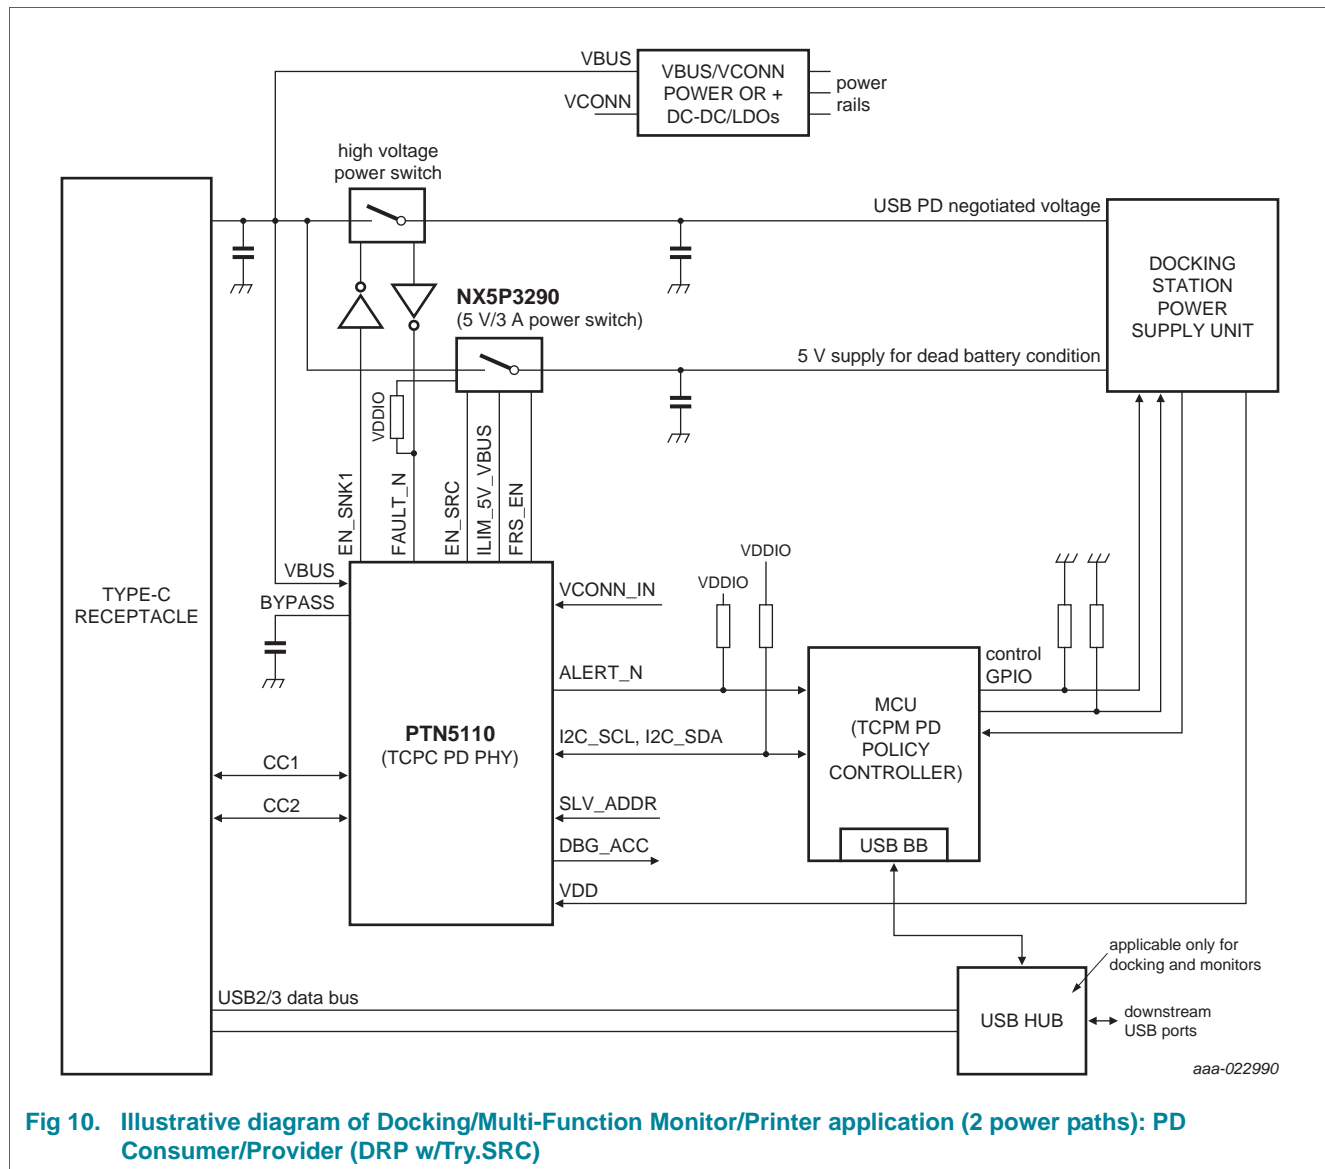 VBUS
VCONN
VBUS/VCONN
POWER OR +
DC-DC/LDOs
power
rails
high voltage
power switch
USB PD negotiated voltage
DOCKING
STATION
POWER
SUPPLY UNIT
NX5P3290
(5 V/3 A power switch)
5 V supply for dead battery condition
VDDIO
EN_SNK1
FAULT_N
EN_SRC
ILIM_5V_VBUS
FRS_EN
TYPE-C
RECEPTACLE
VBUS
BYPASS
CC1
CC2
PTN5110
(TCPC PD PHY)
VCONN_IN
ALERT_N
I2C_SCL, I2C_SDA
SLV_ADDR
DBG_ACC
VDD
VDDIO
VDDIO
MCU
(TCPM PD
POLICY
CONTROLLER)
USB BB
control
GPIO
USB2/3 data bus
USB HUB
applicable only for
docking and monitors
downstream
USB ports
aaa-022990
Fig 10. Illustrative diagram of Docking/Multi-Function Monitor/Printer application (2 power paths): PD
Consumer/Provider (DRP w/Try.SRC)